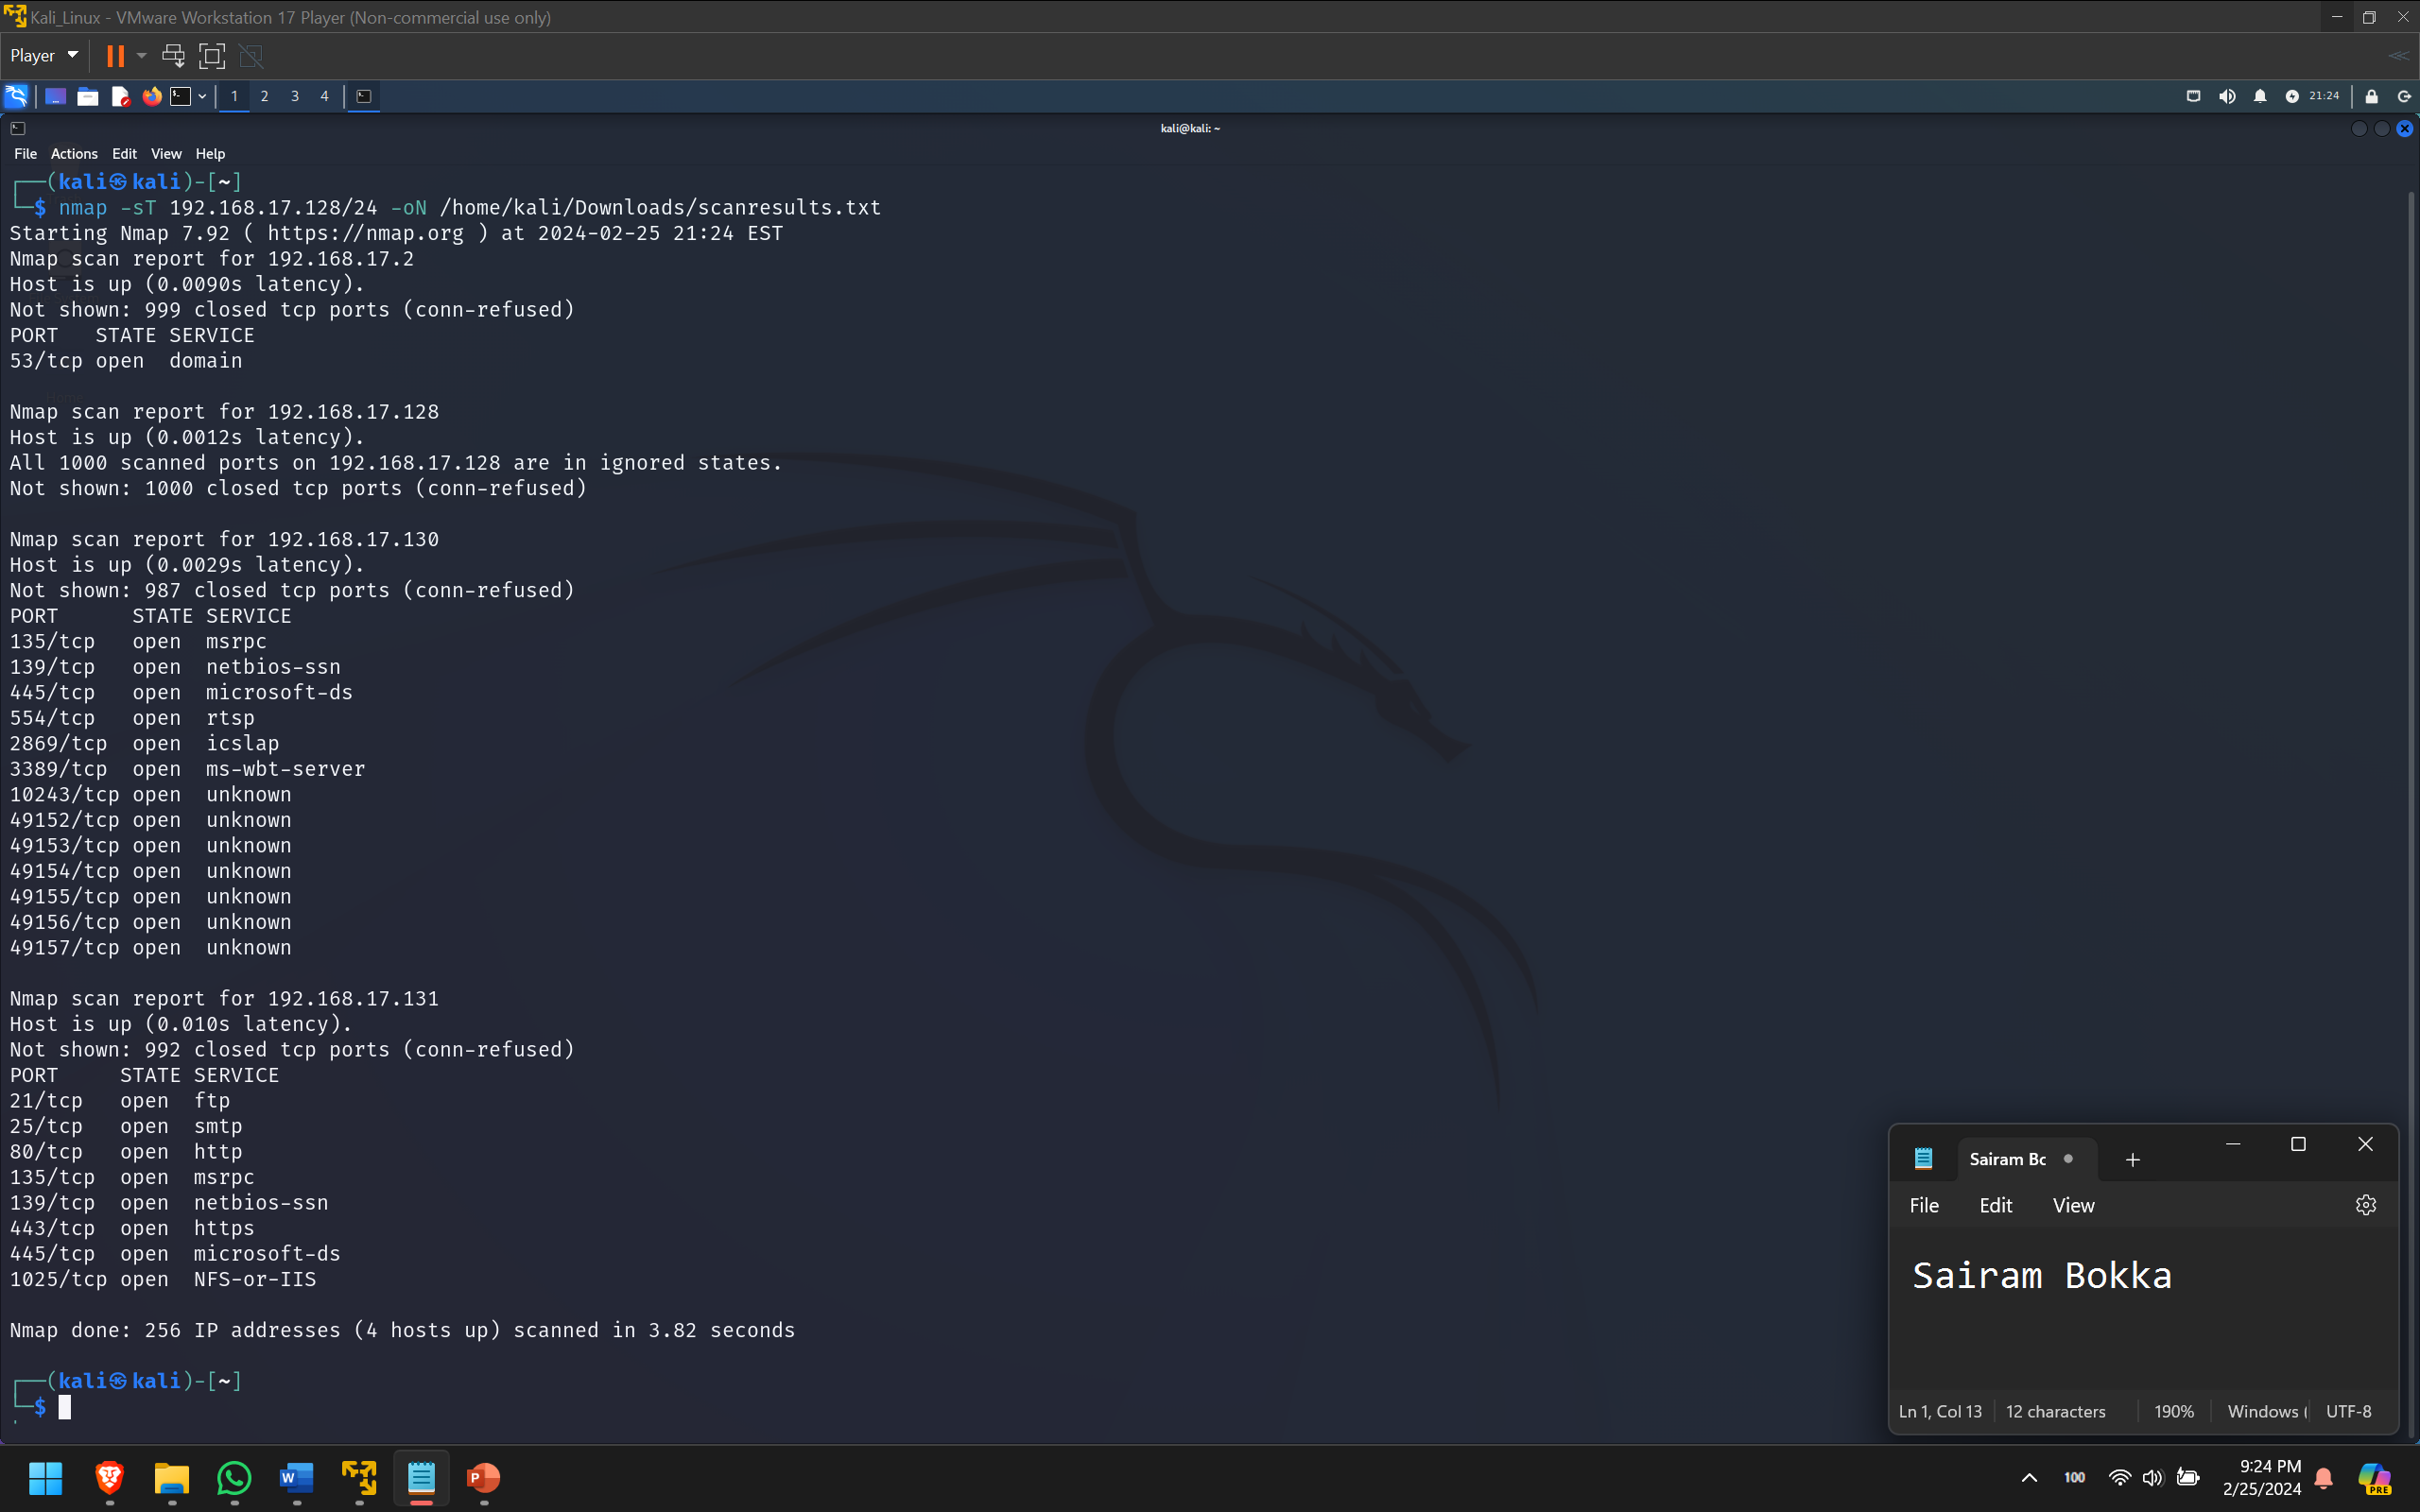 Kali_Linux - VMware Workstation 17 Player (Non-commercial use only)
Player
1 2 3 4
21:24
kali@kali: ~
File Actions Edit View Help
┌──(kali㉿kali)-[~]
└─$ nmap -sT 192.168.17.128/24 -oN /home/kali/Downloads/scanresults.txt
Starting Nmap 7.92 ( https://nmap.org ) at 2024-02-25 21:24 EST
Nmap scan report for 192.168.17.2
Host is up (0.0090s latency).
Not shown: 999 closed tcp ports (conn-refused)
PORT   STATE SERVICE
53/tcp open  domain
Nmap scan report for 192.168.17.128
Host is up (0.0012s latency).
All 1000 scanned ports on 192.168.17.128 are in ignored states.
Not shown: 1000 closed tcp ports (conn-refused)
Nmap scan report for 192.168.17.130
Host is up (0.0029s latency).
Not shown: 987 closed tcp ports (conn-refused)
PORT      STATE SERVICE
135/tcp   open  msrpc
139/tcp   open  netbios-ssn
445/tcp   open  microsoft-ds
554/tcp   open  rtsp
2869/tcp  open  icslap
3389/tcp  open  ms-wbt-server
10243/tcp open  unknown
49152/tcp open  unknown
49153/tcp open  unknown
49154/tcp open  unknown
49155/tcp open  unknown
49156/tcp open  unknown
49157/tcp open  unknown
Nmap scan report for 192.168.17.131
Host is up (0.010s latency).
Not shown: 992 closed tcp ports (conn-refused)
PORT     STATE SERVICE
21/tcp   open  ftp
25/tcp   open  smtp
80/tcp   open  http
135/tcp  open  msrpc
139/tcp  open  netbios-ssn
443/tcp  open  https
445/tcp  open  microsoft-ds
1025/tcp open  NFS-or-IIS
Nmap done: 256 IP addresses (4 hosts up) scanned in 3.82 seconds
┌──(kali㉿kali)-[~]
└─$
Sairam Bc
File Edit View
Sairam Bokka
Ln 1, Col 13 12 characters 190% Windows ( UTF-8
100
9:24 PM
2/25/2024
PRE